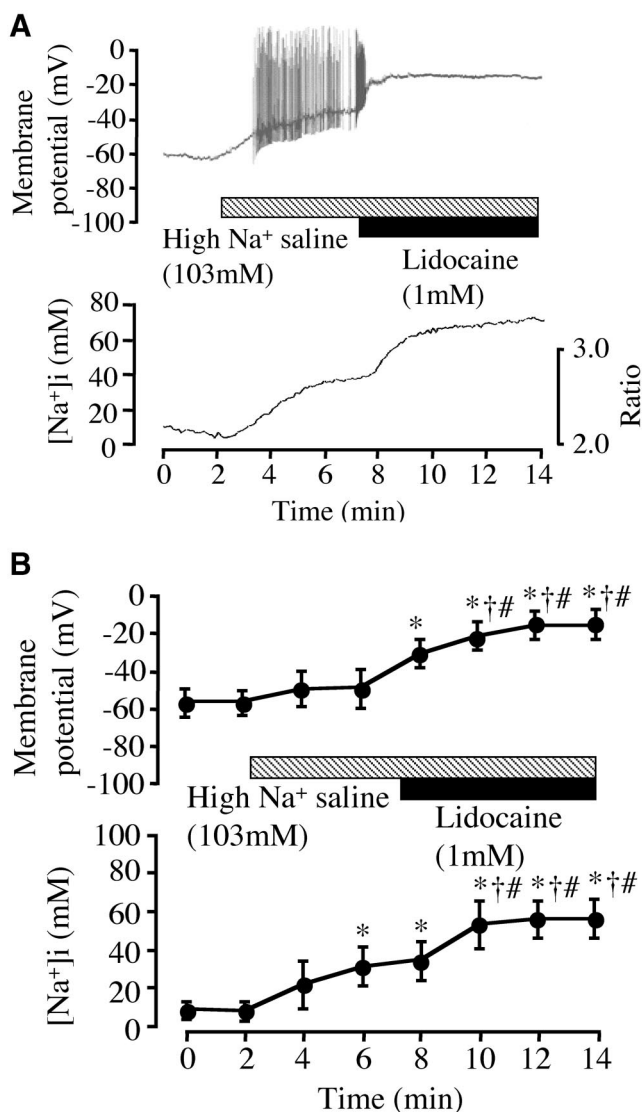 A
Membrane
potential (mV)
0
-20
-40
-60
-80
-100
High Na⁺ saline
(103mM)
Lidocaine
(1mM)
[Na⁺]i (mM)
80
60
40
20
0
3.0
2.0
Ratio
0 2 4 6 8 10 12 14
Time (min)
B
Membrane
potential (mV)
0
-20
-40
-60
-80
-100
* *†# *†# *†#
High Na⁺ saline
(103mM)
Lidocaine
(1mM)
[Na⁺]i (mM)
100
80
60
40
20
0
* * *†# *†# *†#
0 2 4 6 8 10 12 14
Time (min)